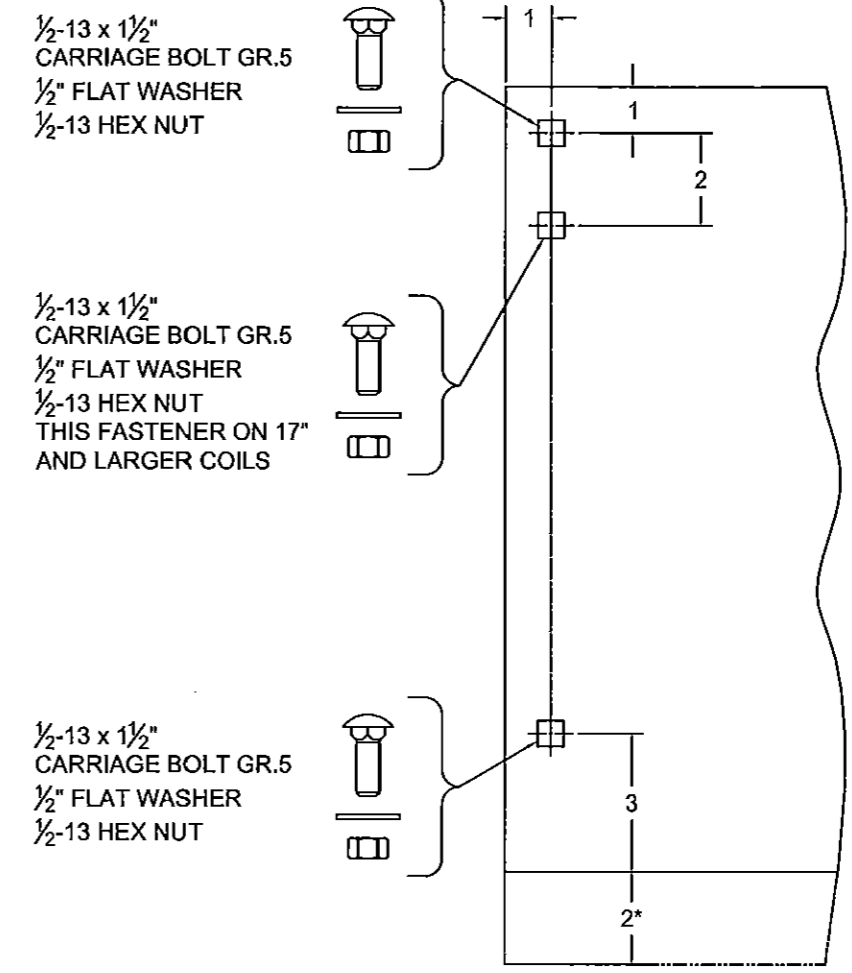 ½-13 x 1½"
CARRIAGE BOLT GR.5
½" FLAT WASHER
½-13 HEX NUT
1
1
2
½-13 x 1½"
CARRIAGE BOLT GR.5
½" FLAT WASHER
½-13 HEX NUT
THIS FASTENER ON 17"
AND LARGER COILS
½-13 x 1½"
CARRIAGE BOLT GR.5
½" FLAT WASHER
½-13 HEX NUT
3
2*